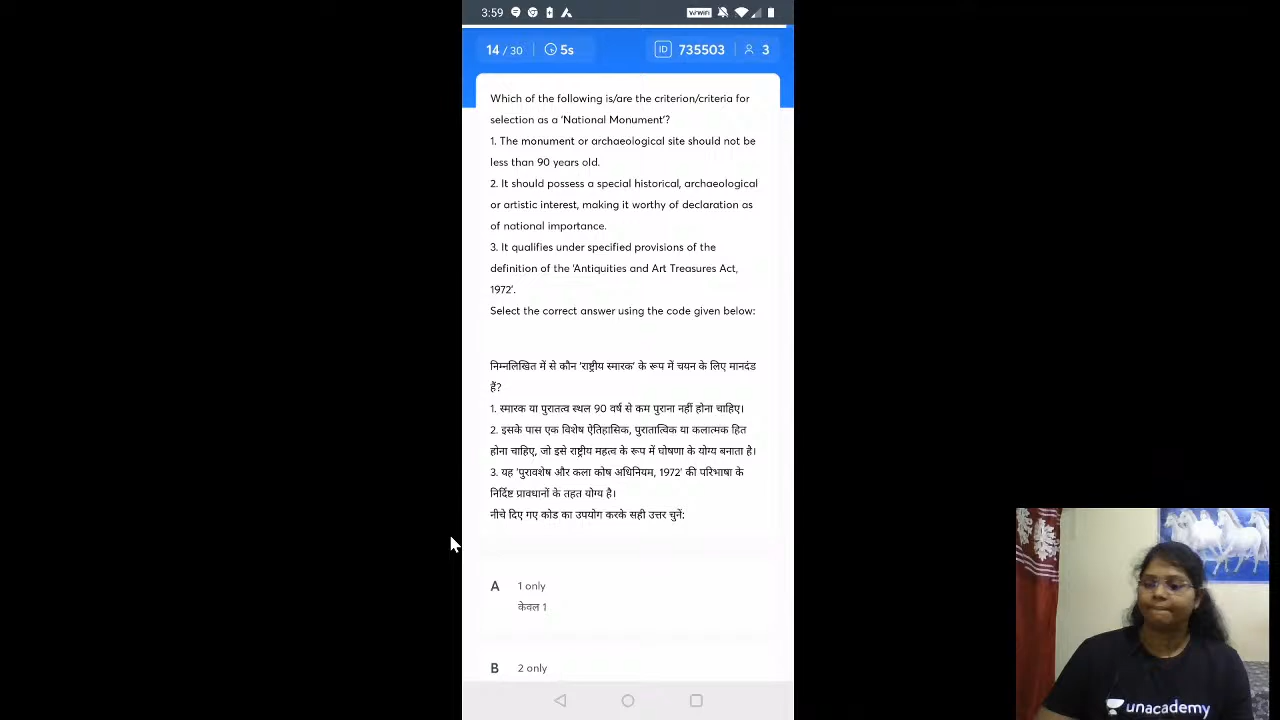 3:59
14 / 30
5s
ID 735503
3
Which of the following is/are the criterion/criteria for
selection as a 'National Monument'?
1. The monument or archaeological site should not be
less than 90 years old.
2. It should possess a special historical, archaeological
or artistic interest, making it worthy of declaration as
of national importance.
3. It qualifies under specified provisions of the
definition of the 'Antiquities and Art Treasures Act,
1972'.
Select the correct answer using the code given below:
निम्नलिखित में से कौन 'राष्ट्रीय स्मारक' के रूप में चयन के लिए मानदंड
हैं?
1. स्मारक या पुरातत्व स्थल 90 वर्ष से कम पुराना नहीं होना चाहिए।
2. इसके पास एक विशेष ऐतिहासिक, पुरातात्विक या कलात्मक हित
होना चाहिए, जो इसे राष्ट्रीय महत्व के रूप में घोषणा के योग्य बनाता है।
3. यह 'पुरावशेष और कला कोष अधिनियम, 1972' की परिभाषा के
निर्दिष्ट प्रावधानों के तहत योग्य है।
नीचे दिए गए कोड का उपयोग करके सही उत्तर चुनें:
A 1 only
केवल 1
B 2 only
unacademy